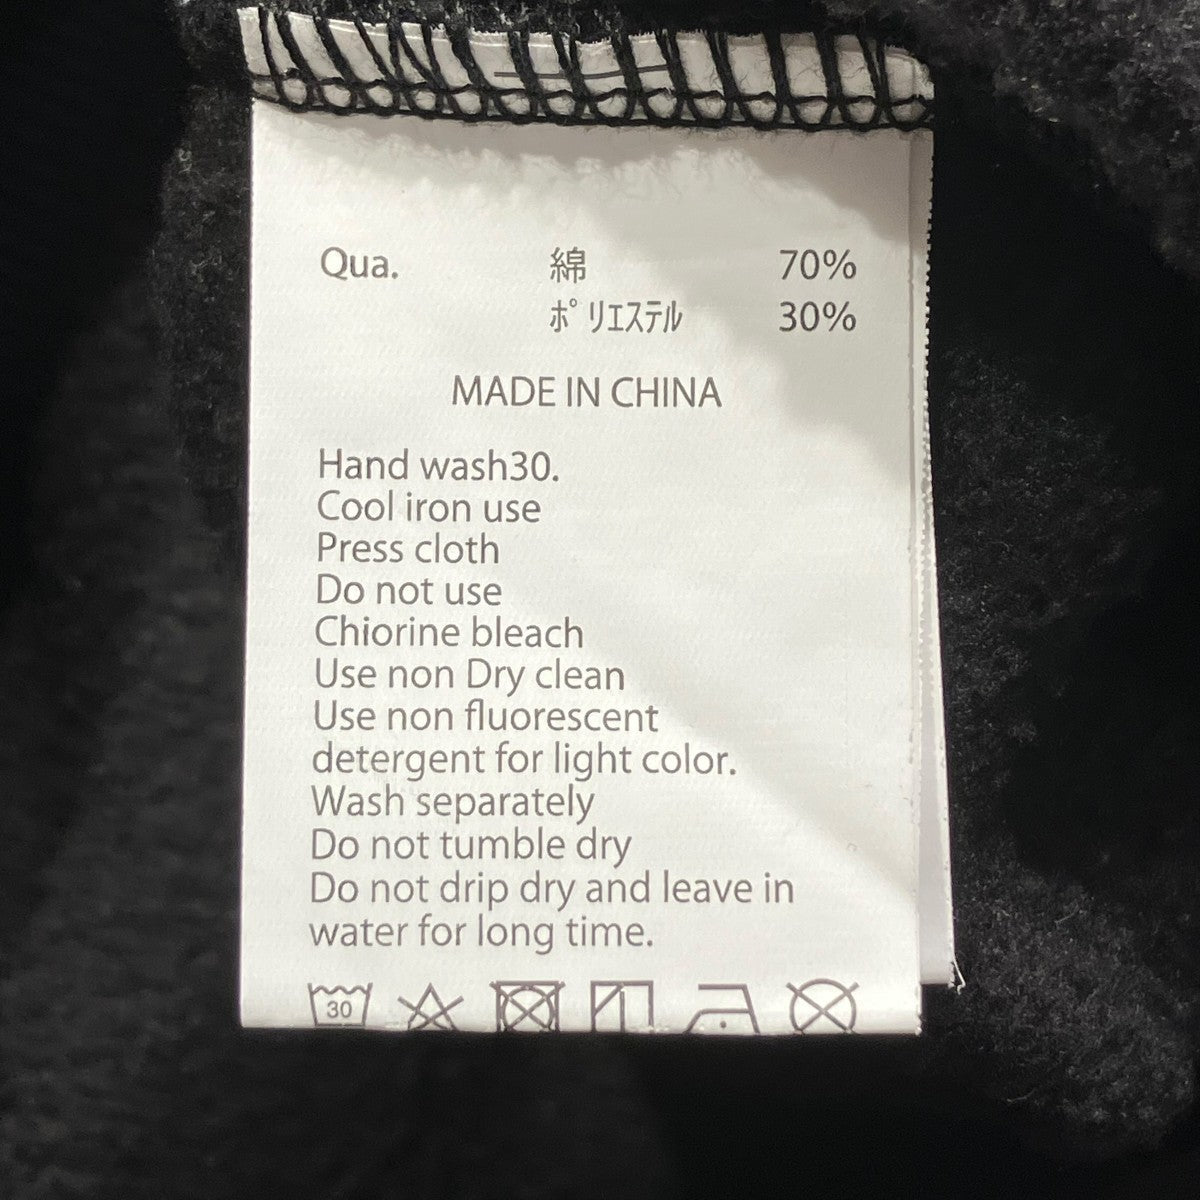 Qua. 綿 70%
ポリエステル 30%
MADE IN CHINA
Hand wash30.
Cool iron use
Press cloth
Do not use
Chiorine bleach
Use non Dry clean
Use non fluorescent
detergent for light color.
Wash separately
Do not tumble dry
Do not drip dry and leave in
water for long time.
30